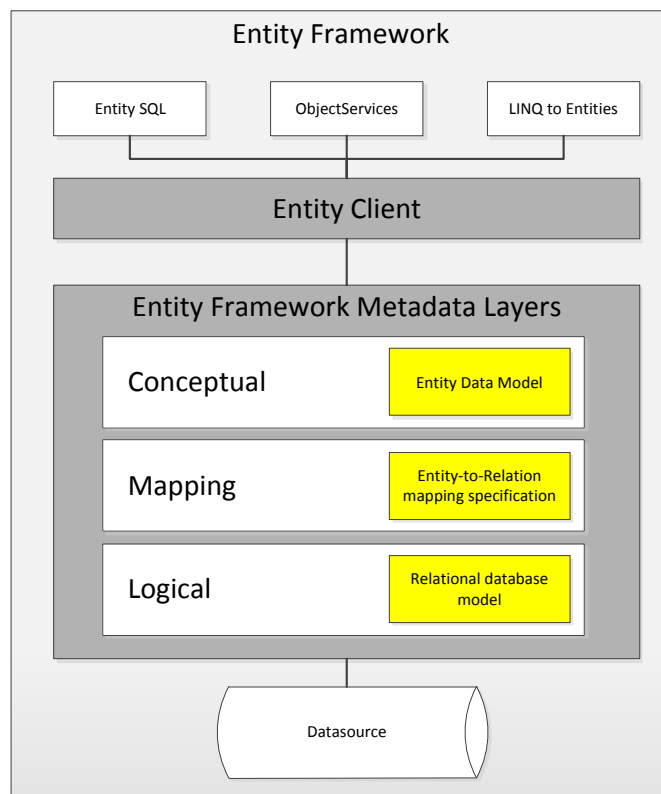 Entity Framework
Entity SQL
ObjectServices
LINQ to Entities
Entity Client
Entity Framework Metadata Layers
Conceptual
Entity Data Model
Mapping
Entity-to-Relation
mapping specification
Logical
Relational database
model
Datasource